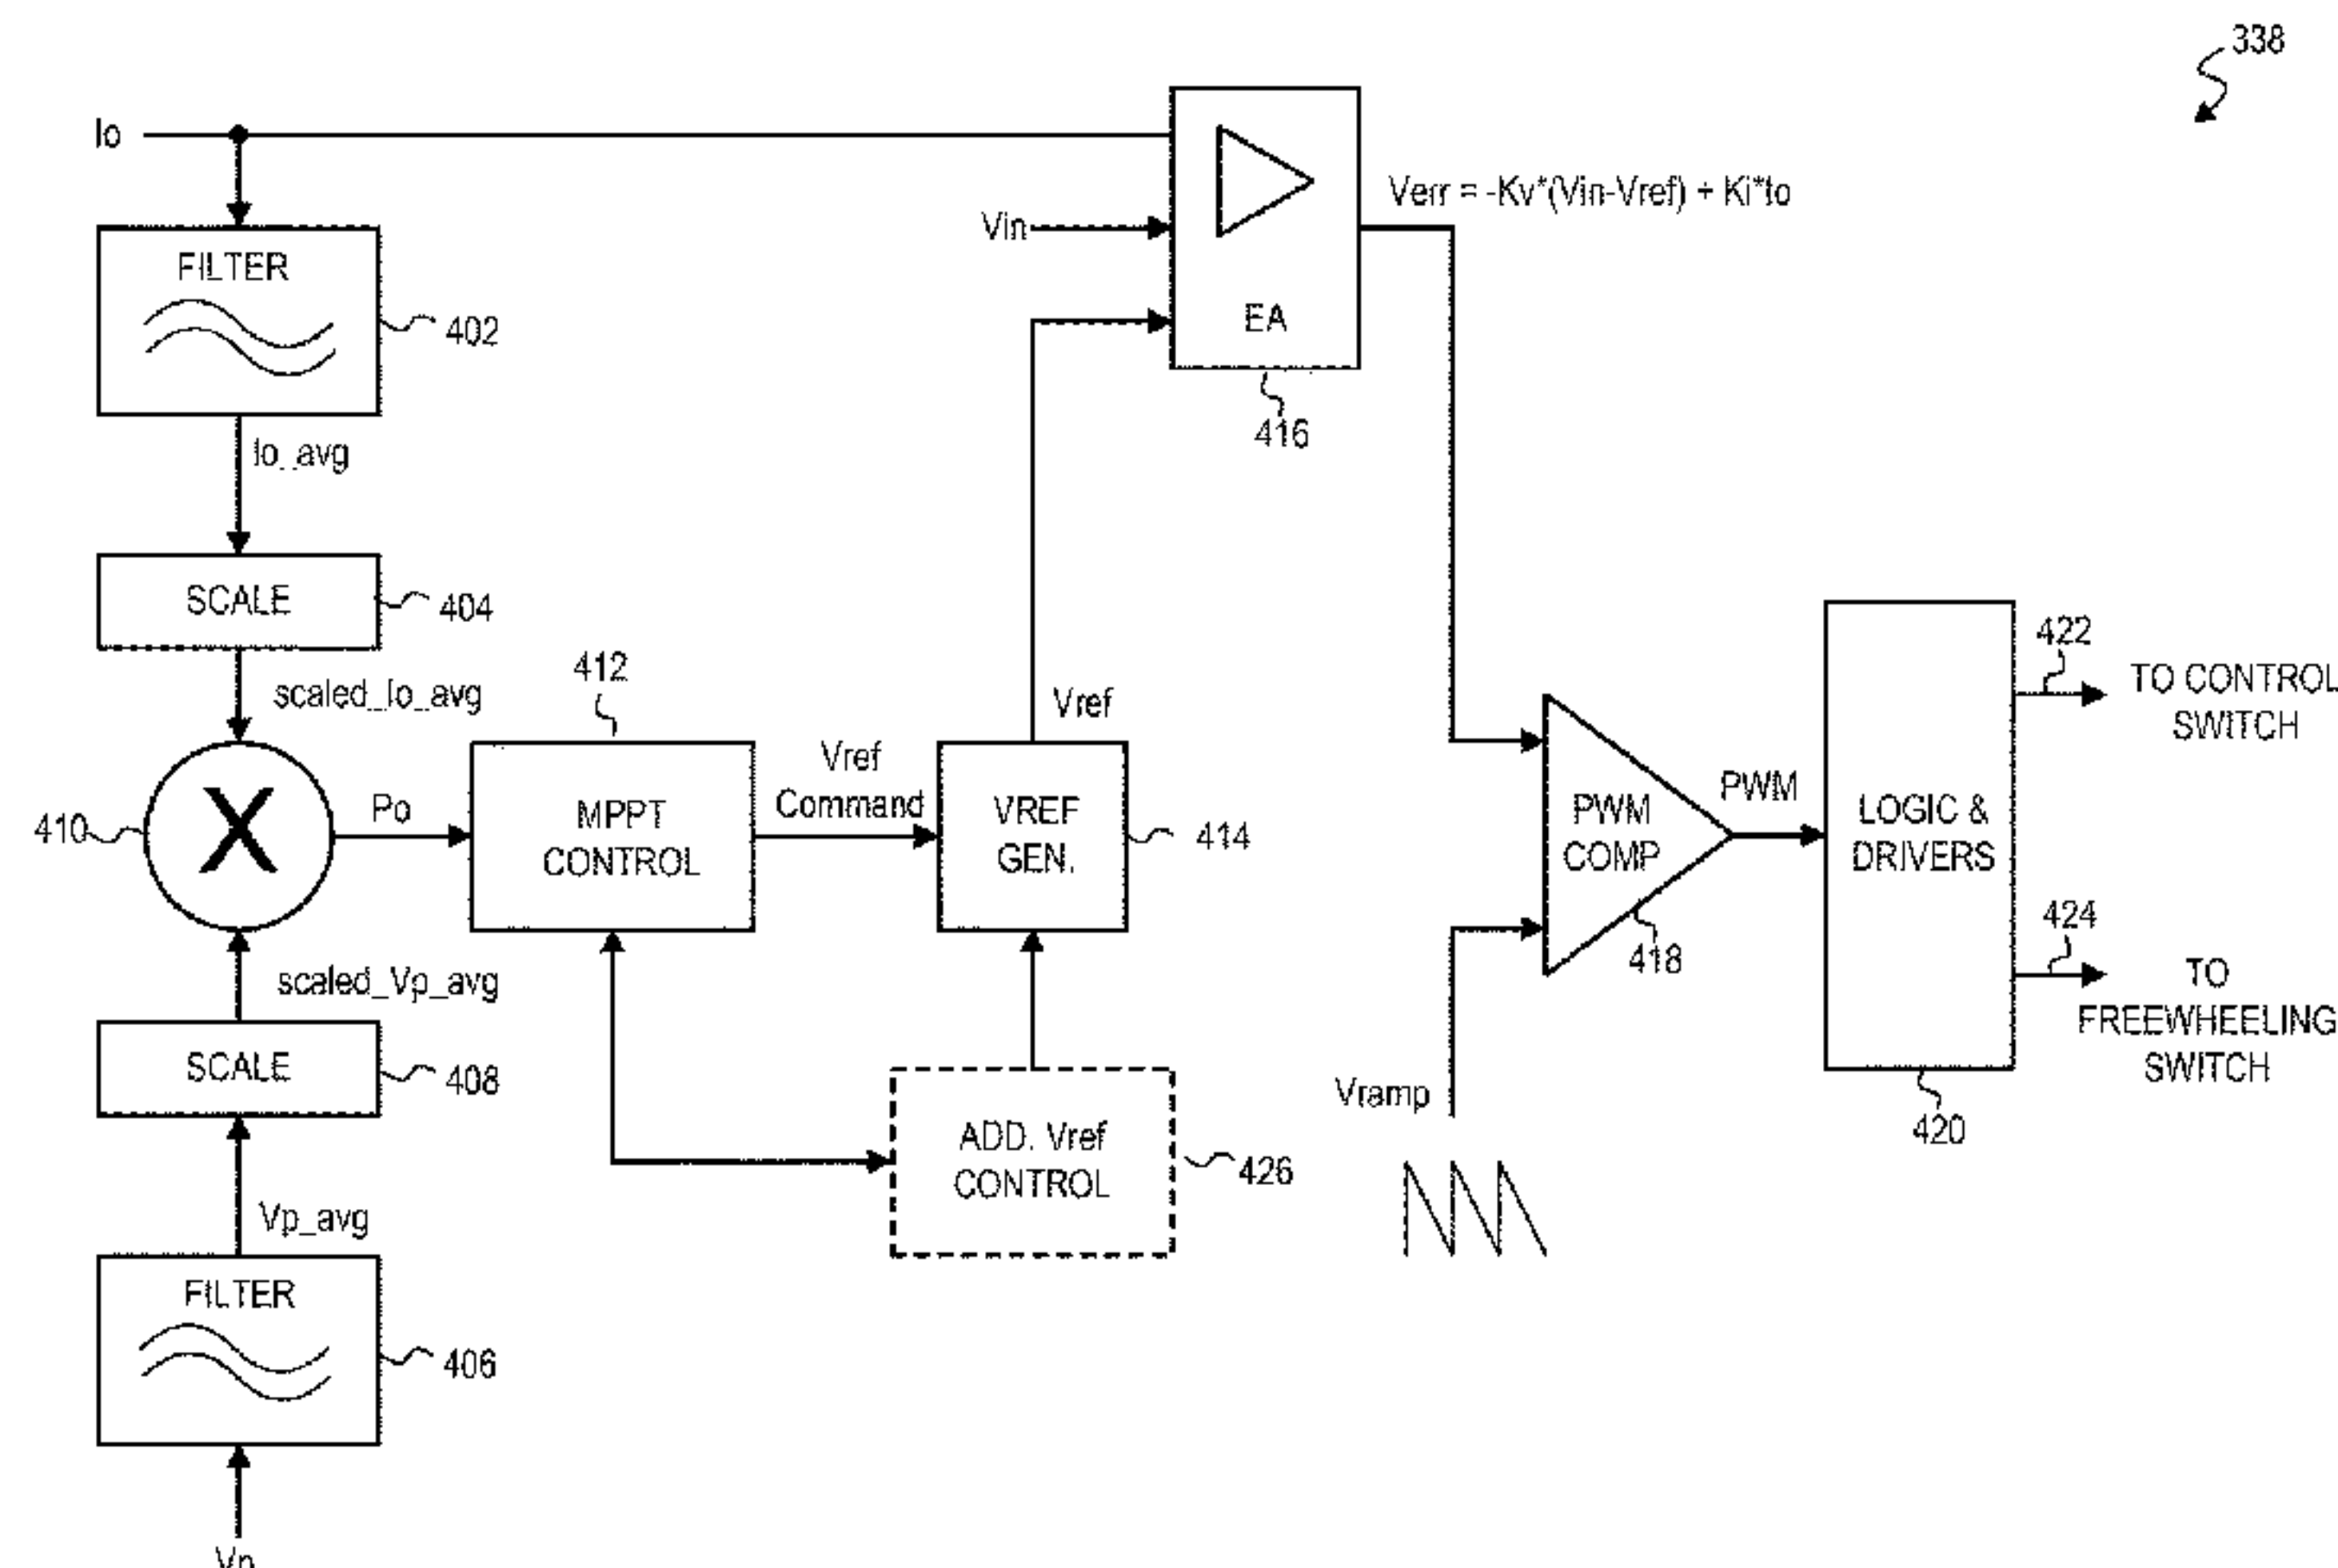 338
Io
Verr = -Kv*(Vin-Vref) + Ki*Io
Vin
FILTER
402
EA
416
Io_avg
SCALE
404
422
TO CONTROL
SWITCH
412
scaled_Io_avg
Vref
Vref
Command
PWM
410
X
Po
MPPT
CONTROL
VREF
GEN.
414
PWM
COMP
LOGIC &
DRIVERS
424
418
TO
FREEWHEELING
SWITCH
scaled_Vp_avg
SCALE
408
Vramp
420
ADD. Vref
CONTROL
426
Vp_avg
FILTER
406
Vp